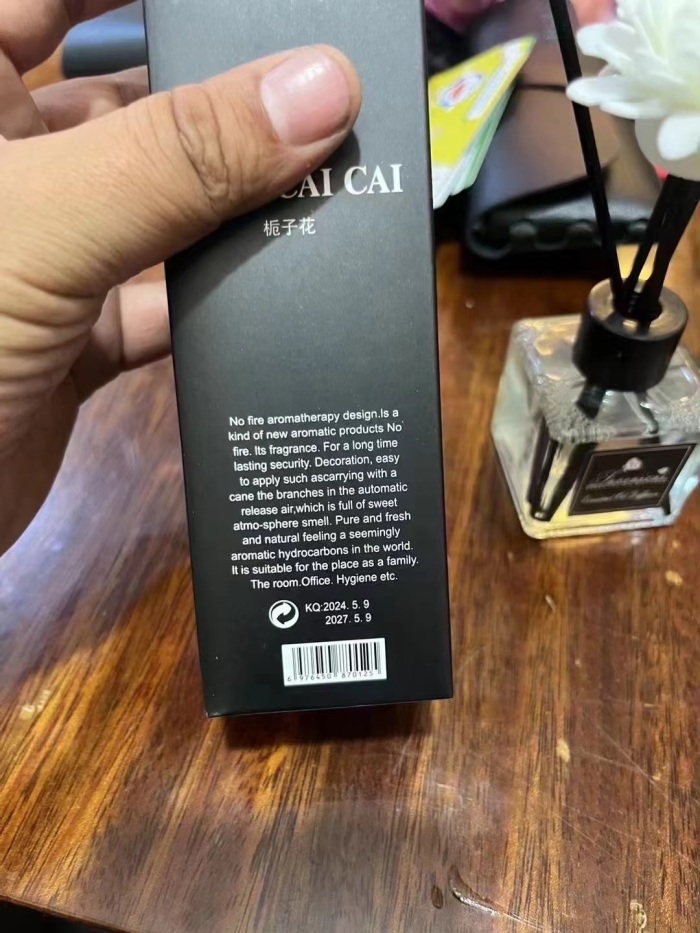 CAI CAI
栀子花
No fire aromatherapy design.Is a
kind of new aromatic products No
fire. Its fragrance. For a long time
lasting security. Decoration, easy
to apply such ascarrying with a
cane the branches in the automatic
release air,which is full of sweet
atmo-sphere smell. Pure and fresh
and natural feeling a seemingly
aromatic hydrocarbons in the world.
It is suitable for the place as a family.
The room.Office. Hygiene etc.
KQ:2024. 5. 9
2027. 5. 9
6 976450 870125